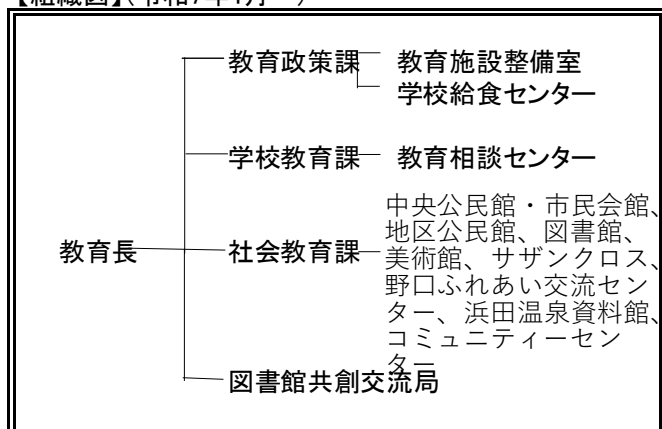 教育政策課 教育施設整備室
学校給食センター
学校教育課 教育相談センター
教育長
社会教育課
中央公民館・市民会館、
地区公民館、図書館、
美術館、サザンクロス、
野口ふれあい交流セン
ター、浜田温泉資料館、
コミュニティーセン
ター
図書館共創交流局